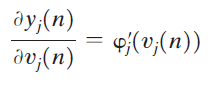 ∂y_j(n)/∂v_j(n) = φ′_j(v_j(n))